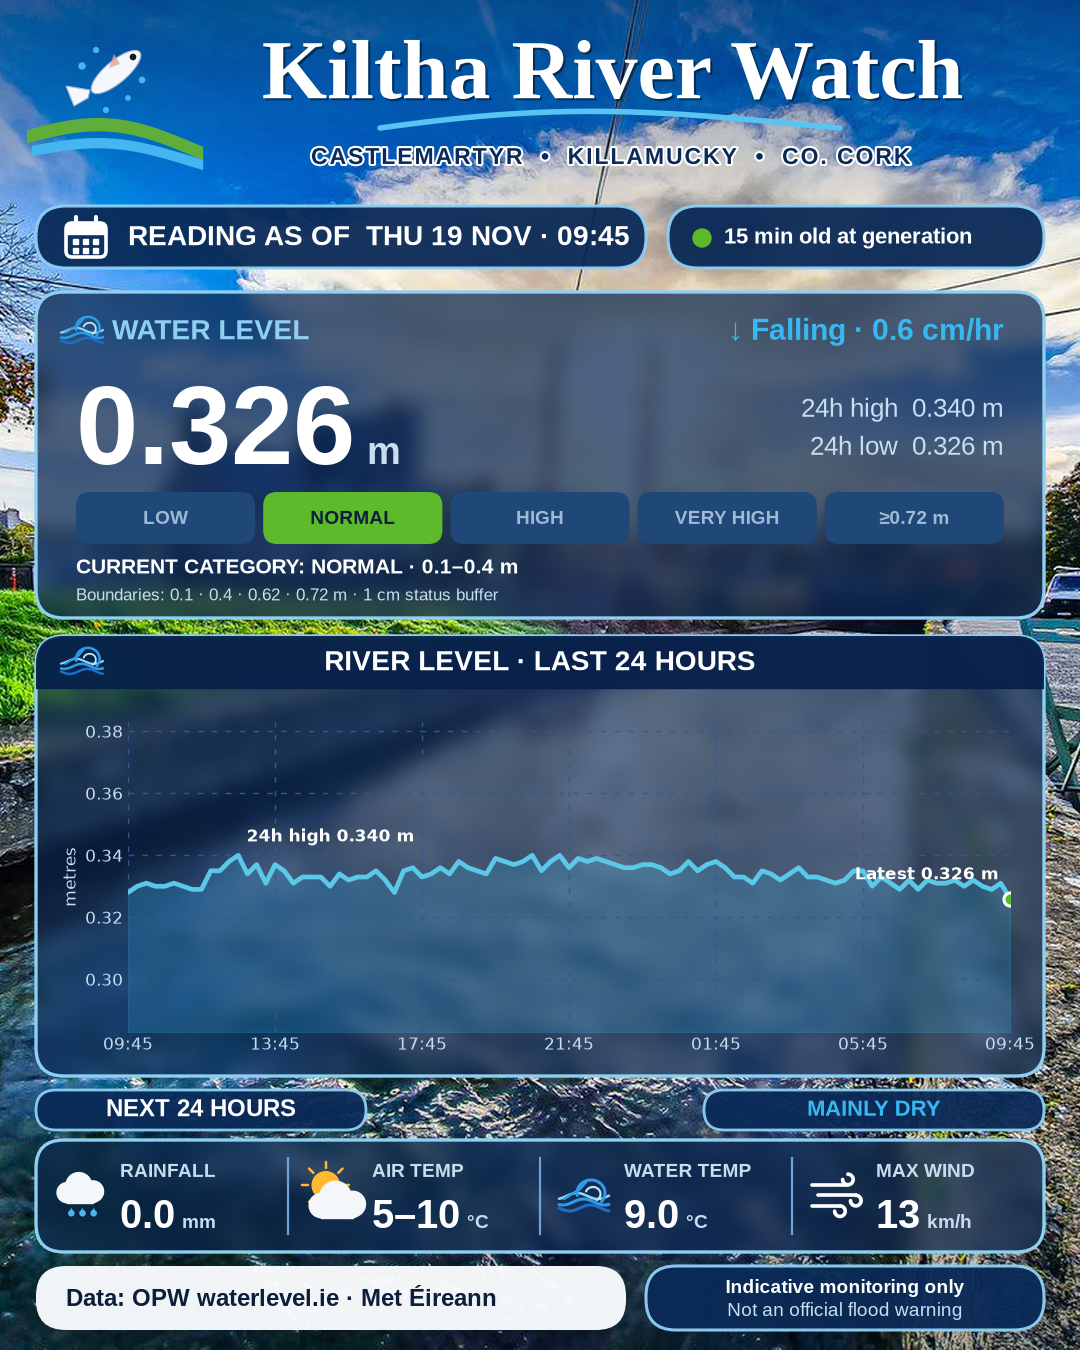 Kiltha River Watch
CASTLEMARTYR • KILLAMUCKY • CO. CORK
READING AS OF THU 19 NOV · 09:45
15 min old at generation
WATER LEVEL
↓ Falling · 0.6 cm/hr
0.326 m
24h high 0.340 m
24h low 0.326 m
LOW
NORMAL
HIGH
VERY HIGH
≥0.72 m
CURRENT CATEGORY: NORMAL · 0.1–0.4 m
Boundaries: 0.1 · 0.4 · 0.62 · 0.72 m · 1 cm status buffer
RIVER LEVEL · LAST 24 HOURS
metres
0.38
0.36
0.34
0.32
0.30
24h high 0.340 m
Latest 0.326 m
09:45 13:45 17:45 21:45 01:45 05:45 09:45
NEXT 24 HOURS
MAINLY DRY
RAINFALL
0.0 mm
AIR TEMP
5–10 °C
WATER TEMP
9.0 °C
MAX WIND
13 km/h
Data: OPW waterlevel.ie · Met Éireann
Indicative monitoring only
Not an official flood warning